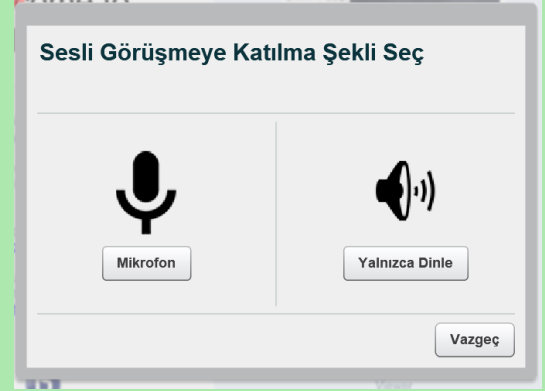 Sesli Görüşmeye Katılma Şekli Seç
Mikrofon
Yalnızca Dinle
Vazgeç